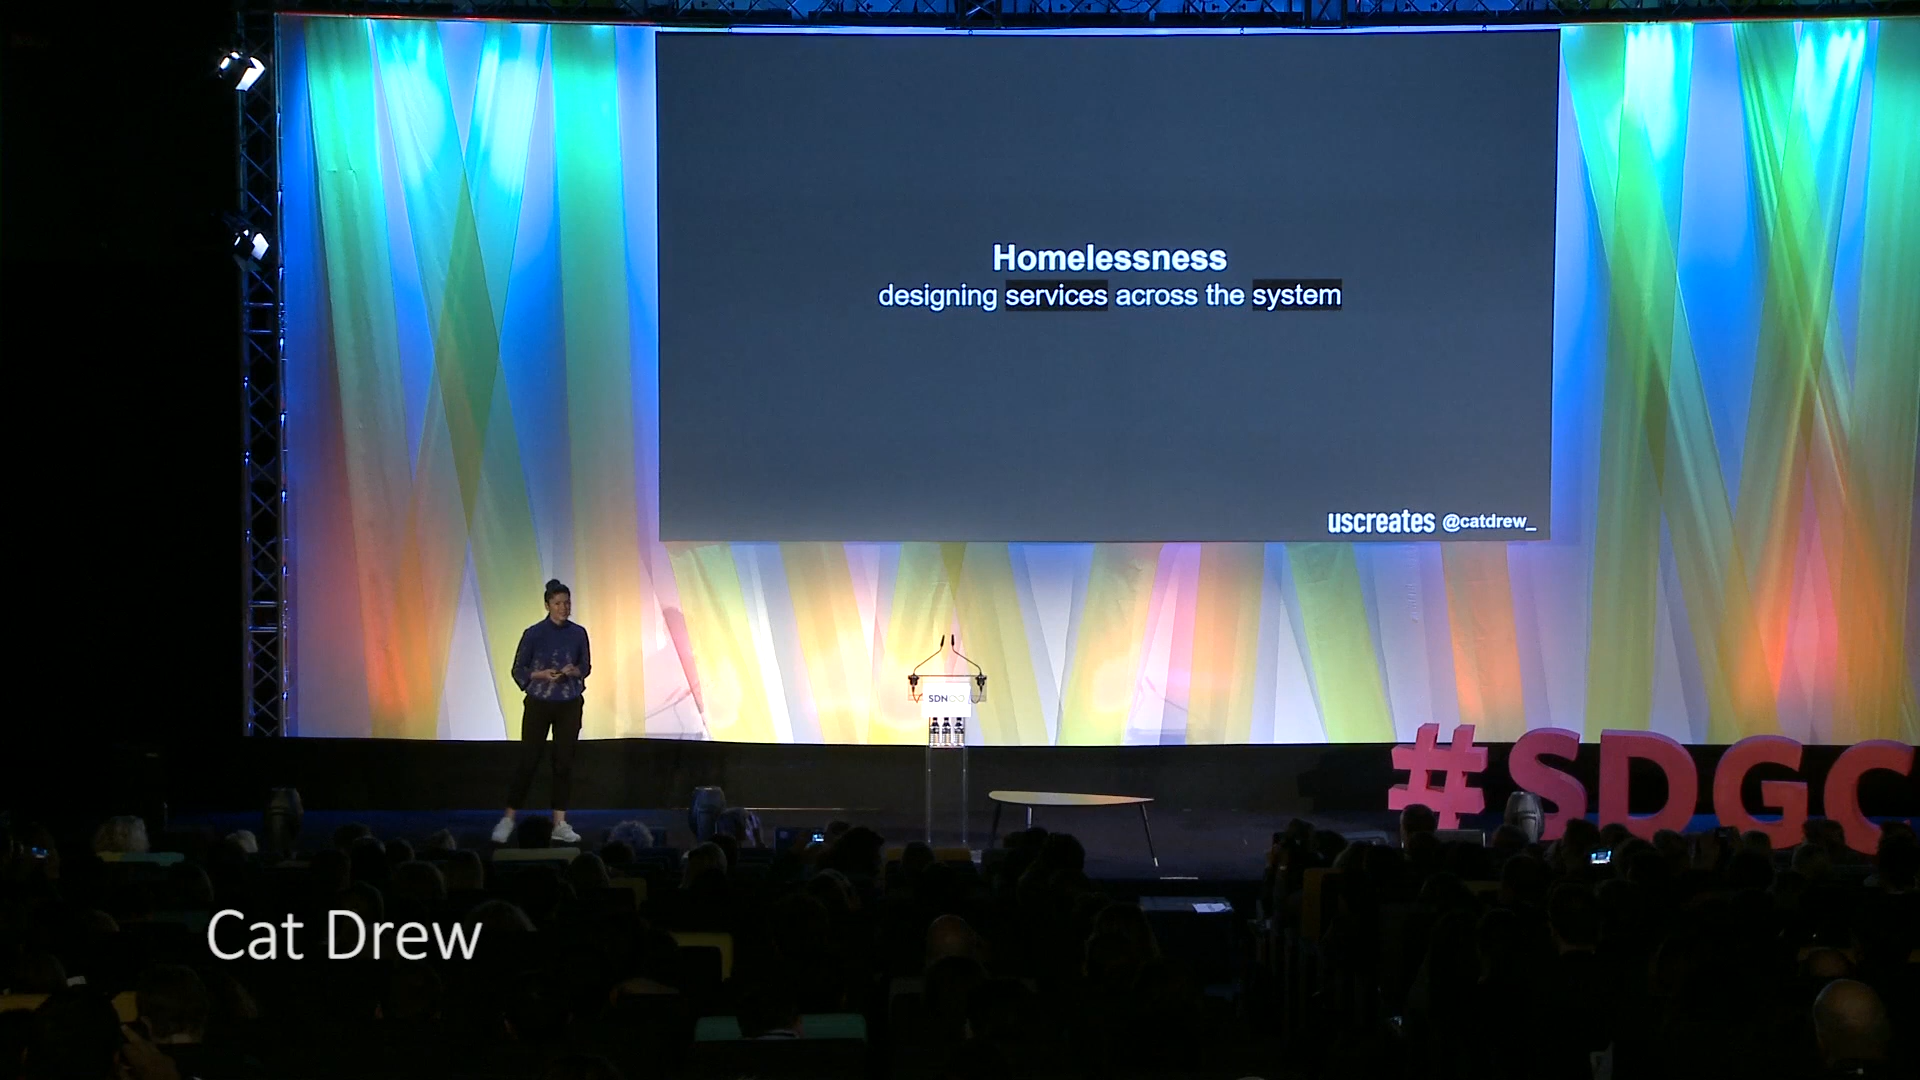 Homelessness
designing services across the system
uscreates @catdrew_
SDN
#SDGC
Cat Drew